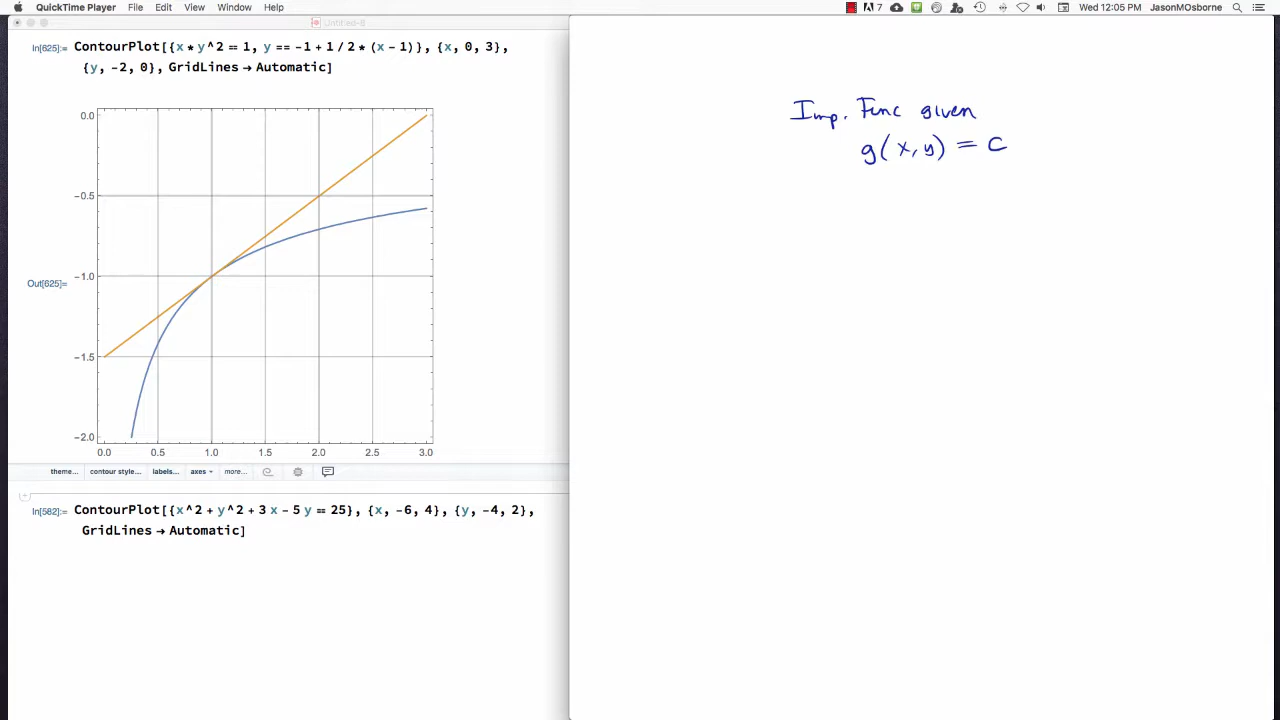 QuickTime Player File Edit View Window Help
7 Wed 12:05 PM JasonMOsborne
Untitled-8
In[625]:= ContourPlot[{x * y^2 == 1, y == -1 + 1 / 2 * (x - 1)}, {x, 0, 3},
{y, -2, 0}, GridLines → Automatic]
0.0
-0.5
-1.0
Out[625]=
-1.5
-2.0
0.0 0.5 1.0 1.5 2.0 2.5 3.0
theme... contour style... labels... axes more...
In[582]:= ContourPlot[{x^2 + y^2 + 3 x - 5 y == 25}, {x, -6, 4}, {y, -4, 2},
GridLines → Automatic]
Imp. Func given
g(x,y) = C